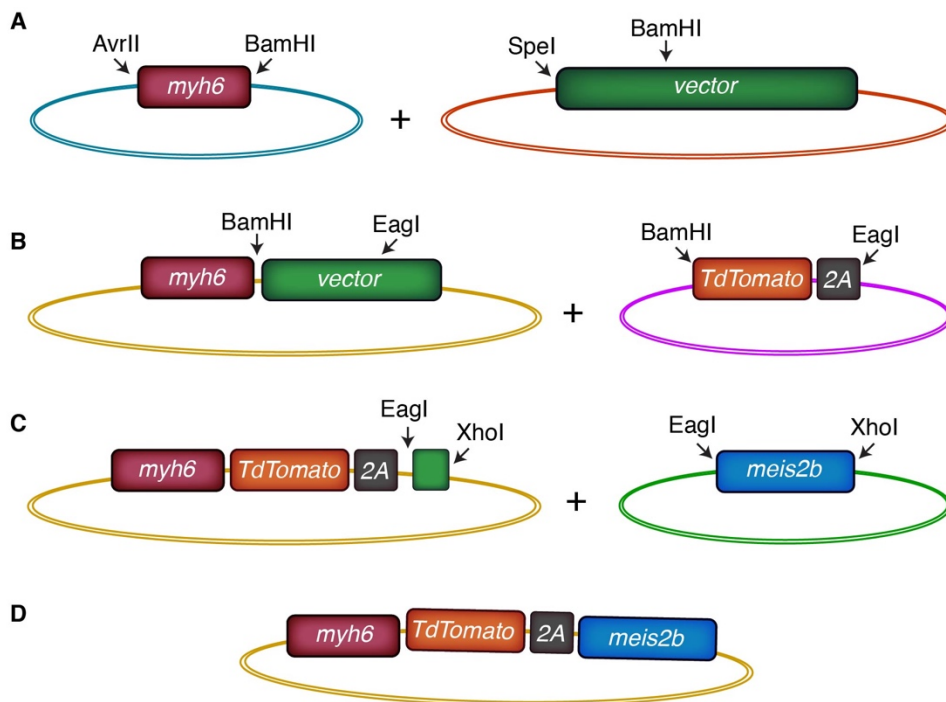 A
AvrII
BamHI
myh6
+
SpeI
BamHI
vector
B
BamHI
EagI
myh6
vector
+
BamHI
EagI
TdTomato
2A
C
EagI
XhoI
myh6
TdTomato
2A
+
EagI
XhoI
meis2b
D
myh6
TdTomato
2A
meis2b